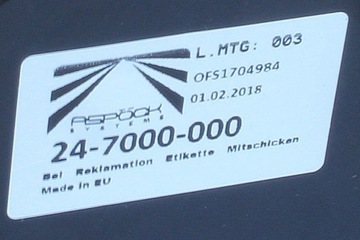 L.MTG: 003
OFS1704984
01.02.2018
ASPÖCK
SYSTEMS
24-7000-000
Bei Reklamation Etikette Mitschicken
Made in EU